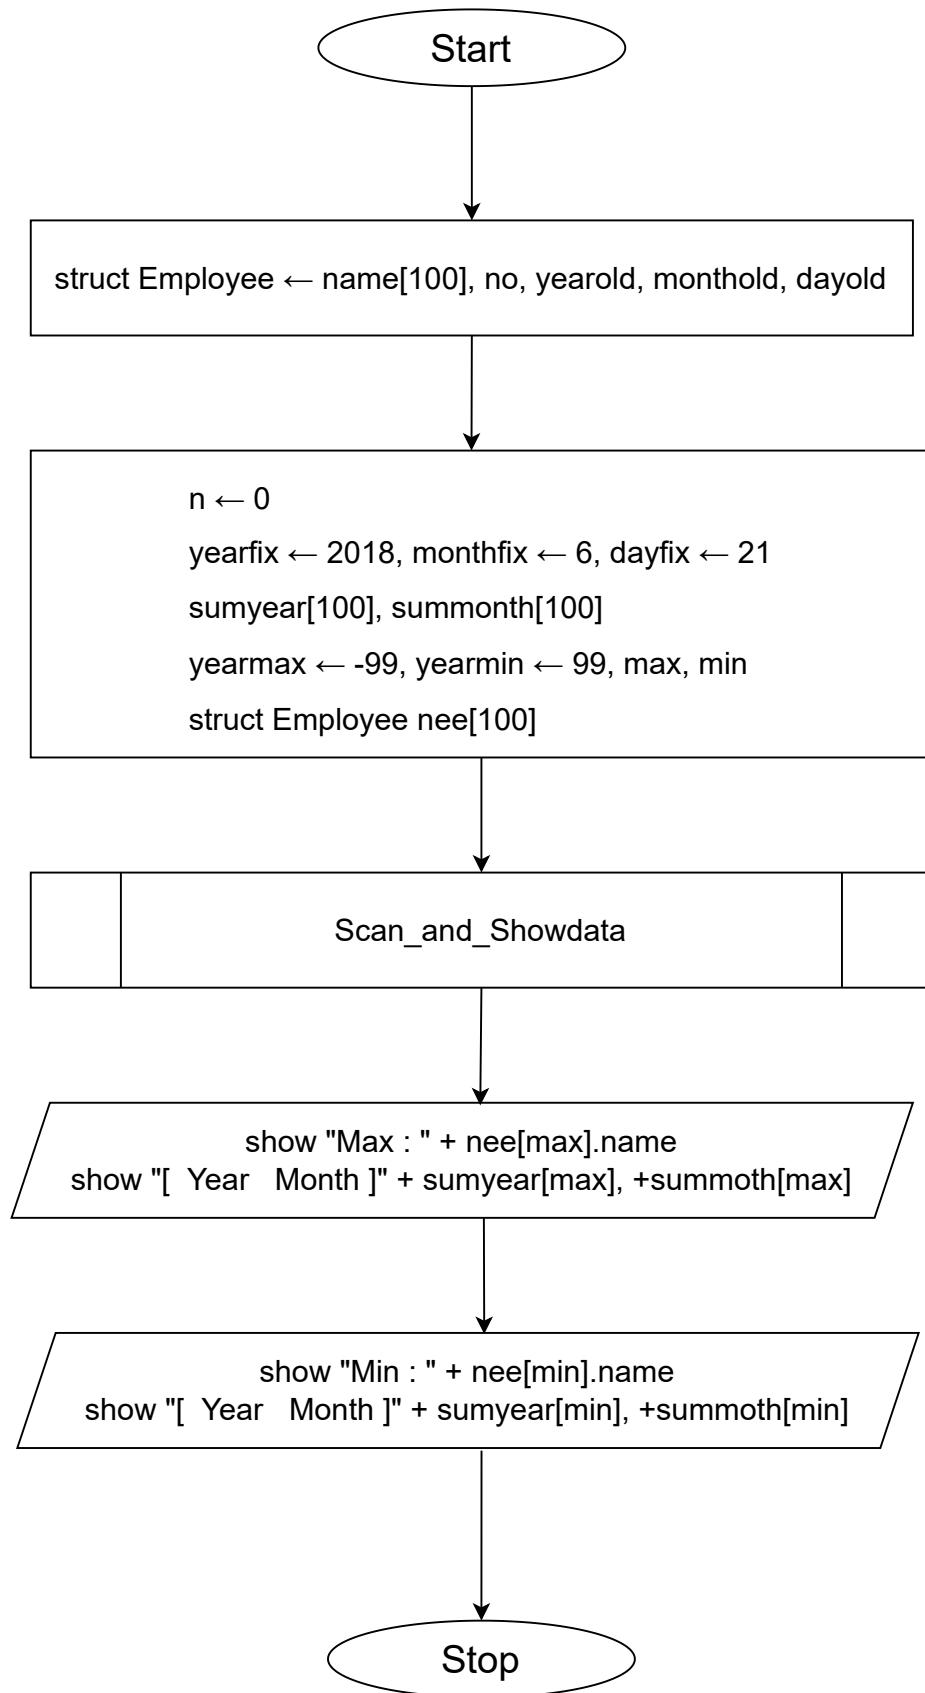 Start
struct Employee ← name[100], no, yearold, monthold, dayold
n ← 0
yearfix ← 2018, monthfix ← 6, dayfix ← 21
sumyear[100], summonth[100]
yearmax ← -99, yearmin ← 99, max, min
struct Employee nee[100]
Scan_and_Showdata
show "Max : " + nee[max].name
show "[  Year   Month ]" + sumyear[max], +summoth[max]
show "Min : " + nee[min].name
show "[  Year   Month ]" + sumyear[min], +summoth[min]
Stop